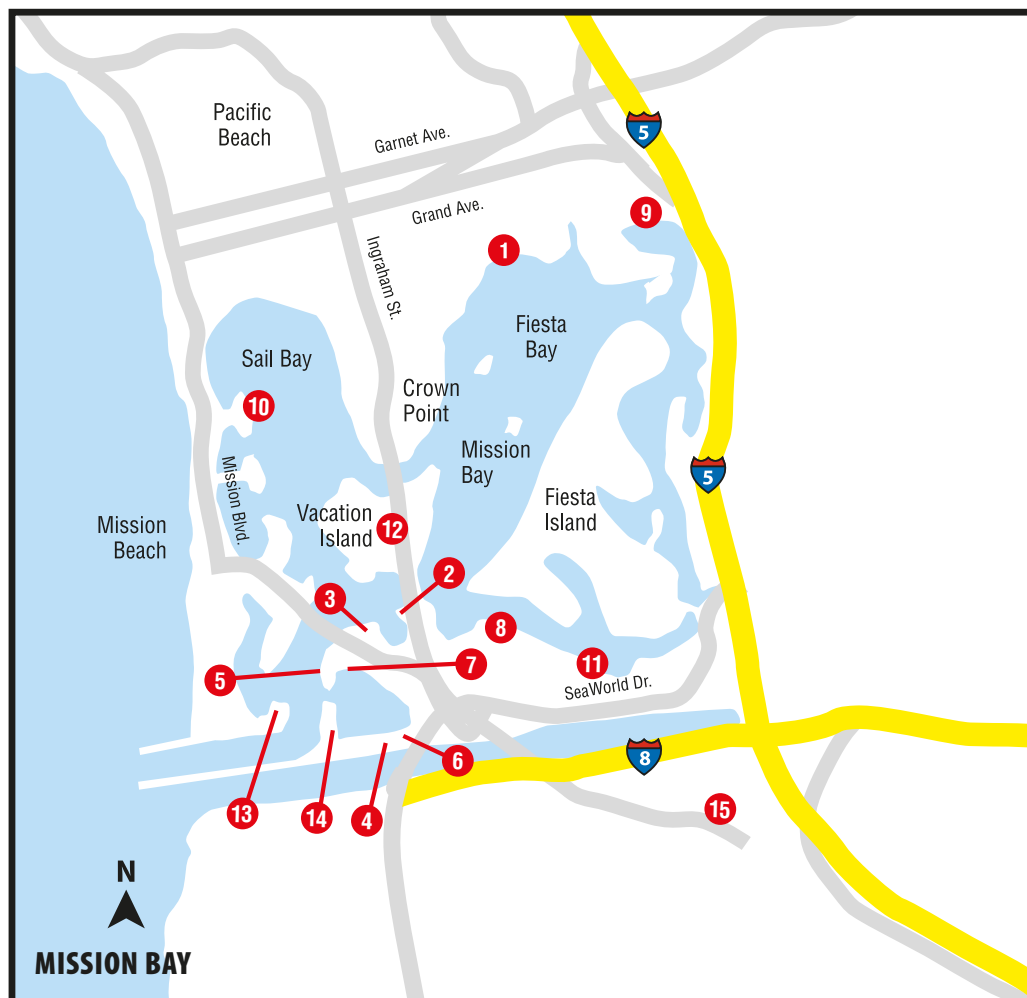 Pacific
Beach
Garnet Ave.
5
Grand Ave.
9
1
Ingraham St.
Fiesta
Bay
Sail Bay
Crown
Point
10
Mission
Bay
5
Mission Blvd.
Vacation
Island
12
Fiesta
Island
Mission
Beach
2
3
8
7
11
5
SeaWorld Dr.
6
8
13
14
4
15
N
MISSION BAY